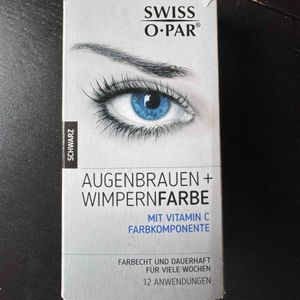 SWISS
O·PAR®
SCHWARZ
AUGENBRAUEN +
WIMPERNFARBE
MIT VITAMIN C
FARBKOMPONENTE
FARBECHT UND DAUERHAFT
FÜR VIELE WOCHEN
12 ANWENDUNGEN